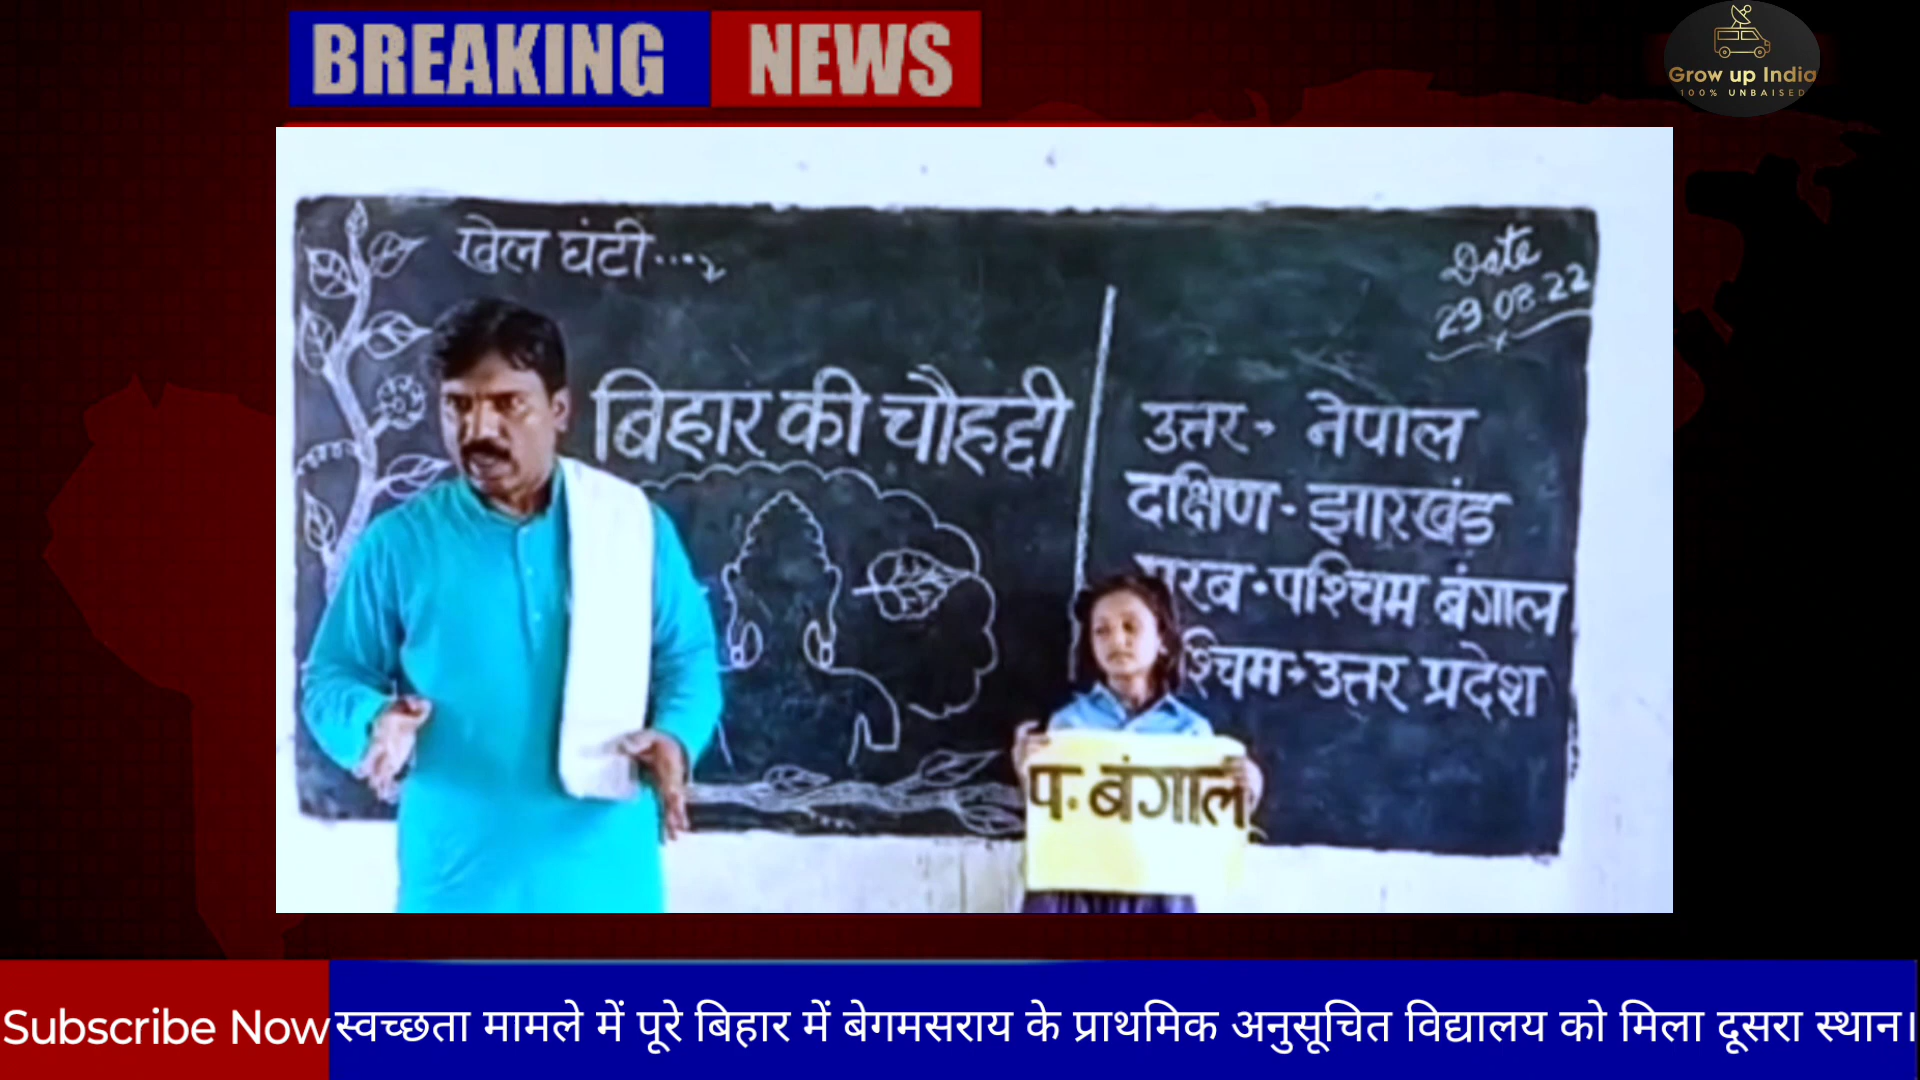 BREAKING NEWS
Grow up India
100% UNBAISED
खेल घंटी....
Date
29.08.22
बिहार की चौहद्दी
उत्तर → नेपाल
दक्षिण - झारखंड
रब - पश्चिम बंगाल
श्चिम → उत्तर प्रदेश
प. बंगाल
Subscribe Now
स्वच्छता मामले में पूरे बिहार में बेगमसराय के प्राथमिक अनुसूचित विद्यालय को मिला दूसरा स्थान।